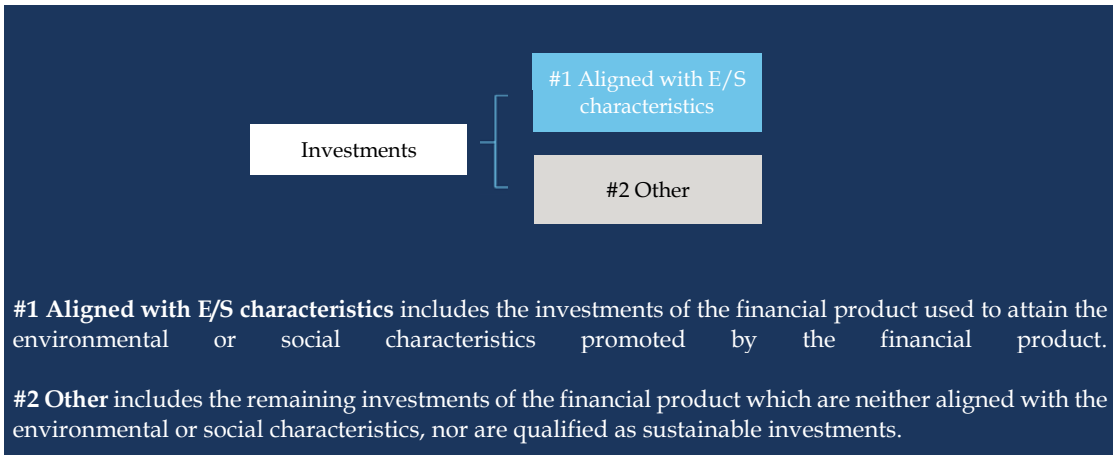 #1 Aligned with E/S
characteristics
Investments
#2 Other
#1 Aligned with E/S characteristics includes the investments of the financial product used to attain the
environmental or social characteristics promoted by the financial product.
#2 Other includes the remaining investments of the financial product which are neither aligned with the
environmental or social characteristics, nor are qualified as sustainable investments.